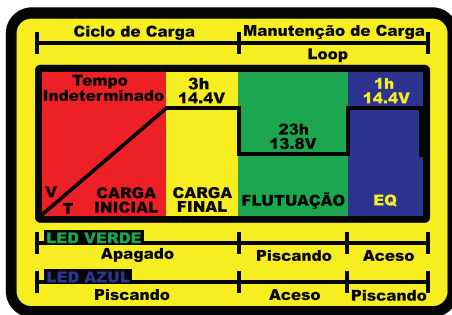 Ciclo de Carga
Manutenção de Carga
Loop
Tempo
Indeterminado
3h
14.4V
23h
13.8V
1h
14.4V
V
T
CARGA
INICIAL
CARGA
FINAL
FLUTUAÇÃO
EQ
LED VERDE
Apagado
Piscando
Aceso
LED AZUL
Piscando
Aceso
Piscando